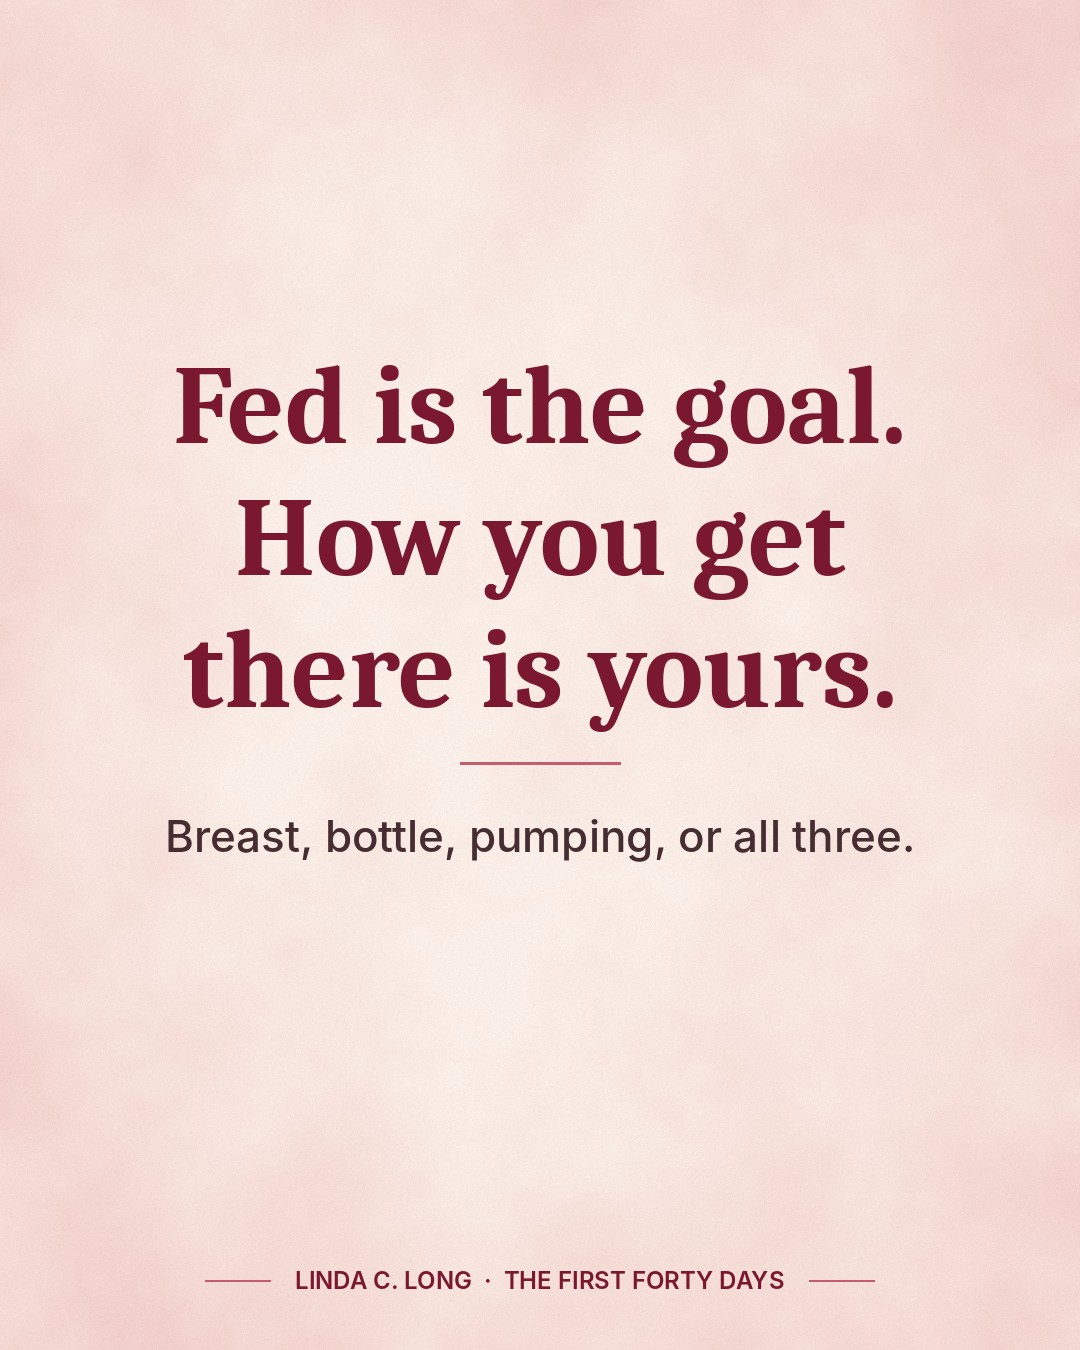 Fed is the goal.
How you get
there is yours.
Breast, bottle, pumping, or all three.
LINDA C. LONG · THE FIRST FORTY DAYS